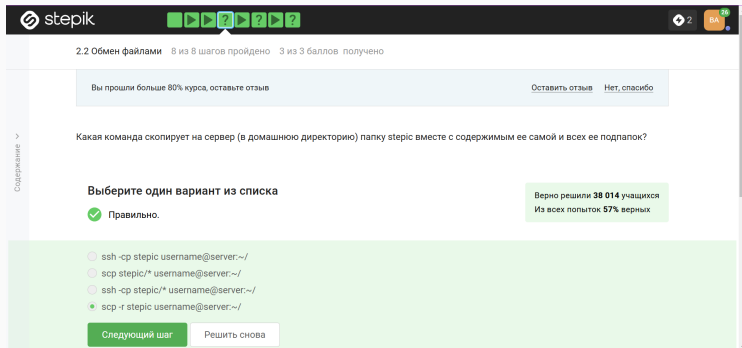 stepik
? ? ?
2
BA
26
2.2 Обмен файлами 8 из 8 шагов пройдено 3 из 3 баллов получено
Вы прошли больше 80% курса, оставьте отзыв Оставить отзыв Нет, спасибо
Содержание
Какая команда скопирует на сервер (в домашнюю директорию) папку stepic вместе с содержимым ее самой и всех ее подпапок?
Выберите один вариант из списка
Правильно.
Верно решили 38 014 учащихся
Из всех попыток 57% верных
ssh -cp stepic username@server:~/
scp stepic/* username@server:~/
ssh -cp stepic/* username@server:~/
scp -r stepic username@server:~/
Следующий шаг Решить снова